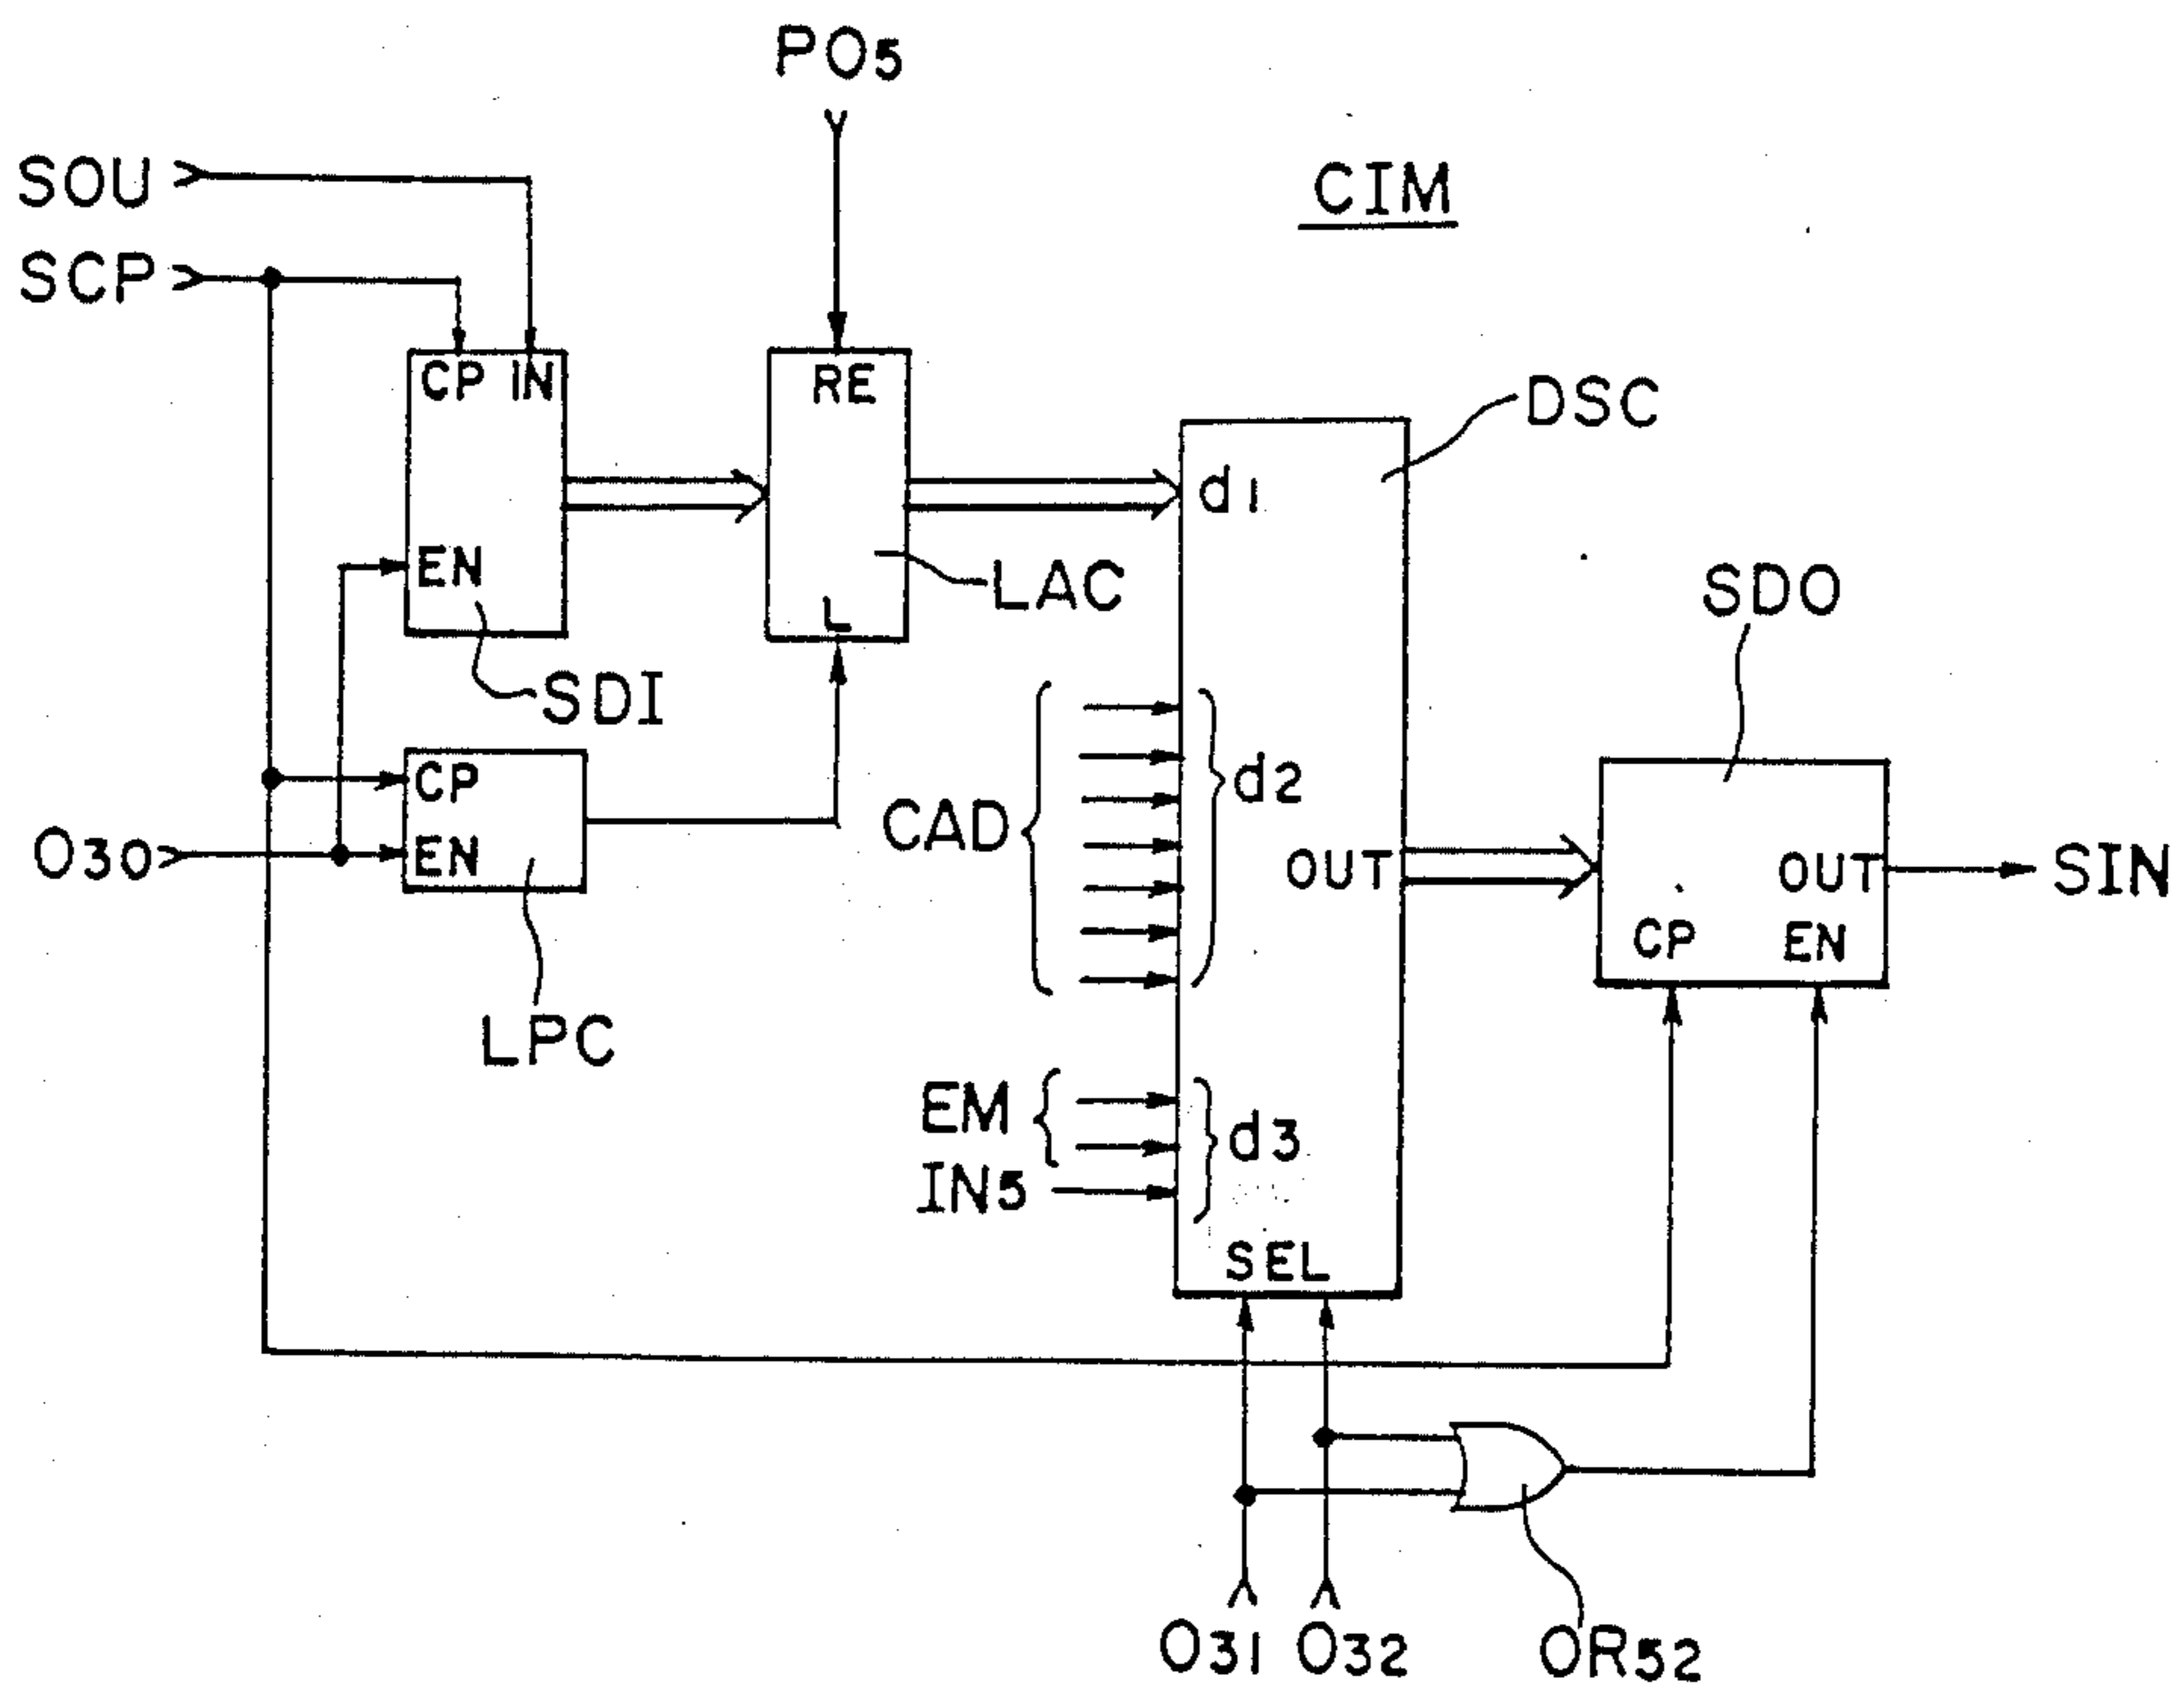 PO5
SOU
CIM
SCP
CP IN
RE
DSC
d1
EN
LAC
L
SDO
SDI
CP
d2
CAD
O30
EN
OUT
OUT
SIN
CP
EN
LPC
EM
d3
IN5
SEL
O31
O32
OR52